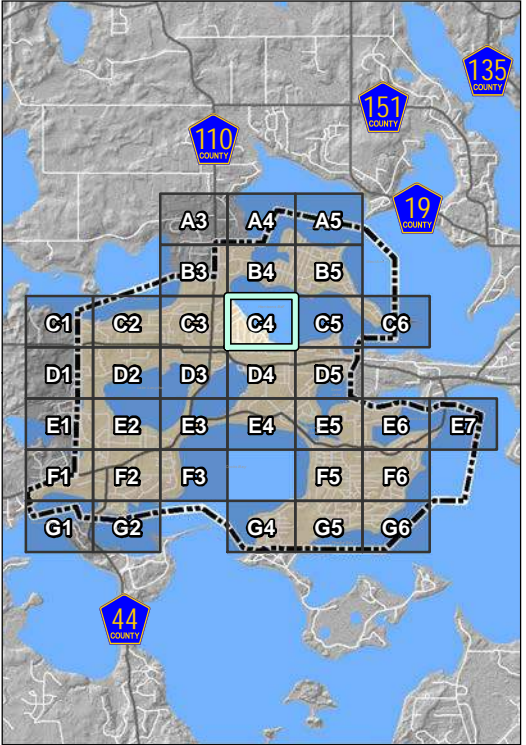 135
COUNTY
151
COUNTY
110
COUNTY
19
COUNTY
A3 A4 A5
B3 B4 B5
C1 C2 C3 C4 C5 C6
D1 D2 D3 D4 D5
E1 E2 E3 E4 E5 E6 E7
F1 F2 F3 F5 F6
G1 G2 G4 G5 G6
44
COUNTY